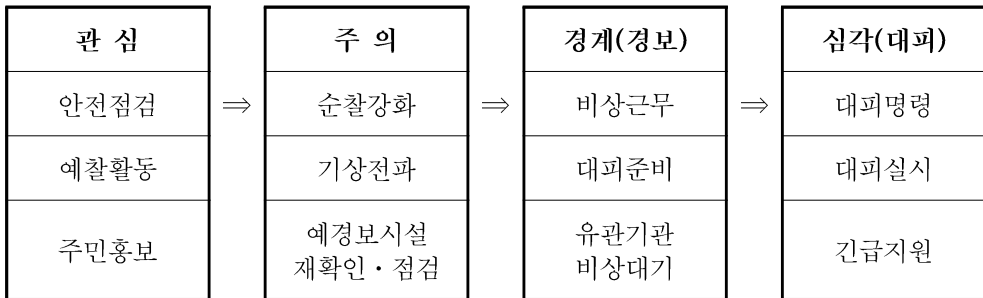 관 심
안전점검
예찰활동
주민홍보
⇒
주 의
순찰강화
기상전파
예경보시설
재확인·점검
⇒
경계(경보)
비상근무
대피준비
유관기관
비상대기
⇒
심각(대피)
대피명령
대피실시
긴급지원